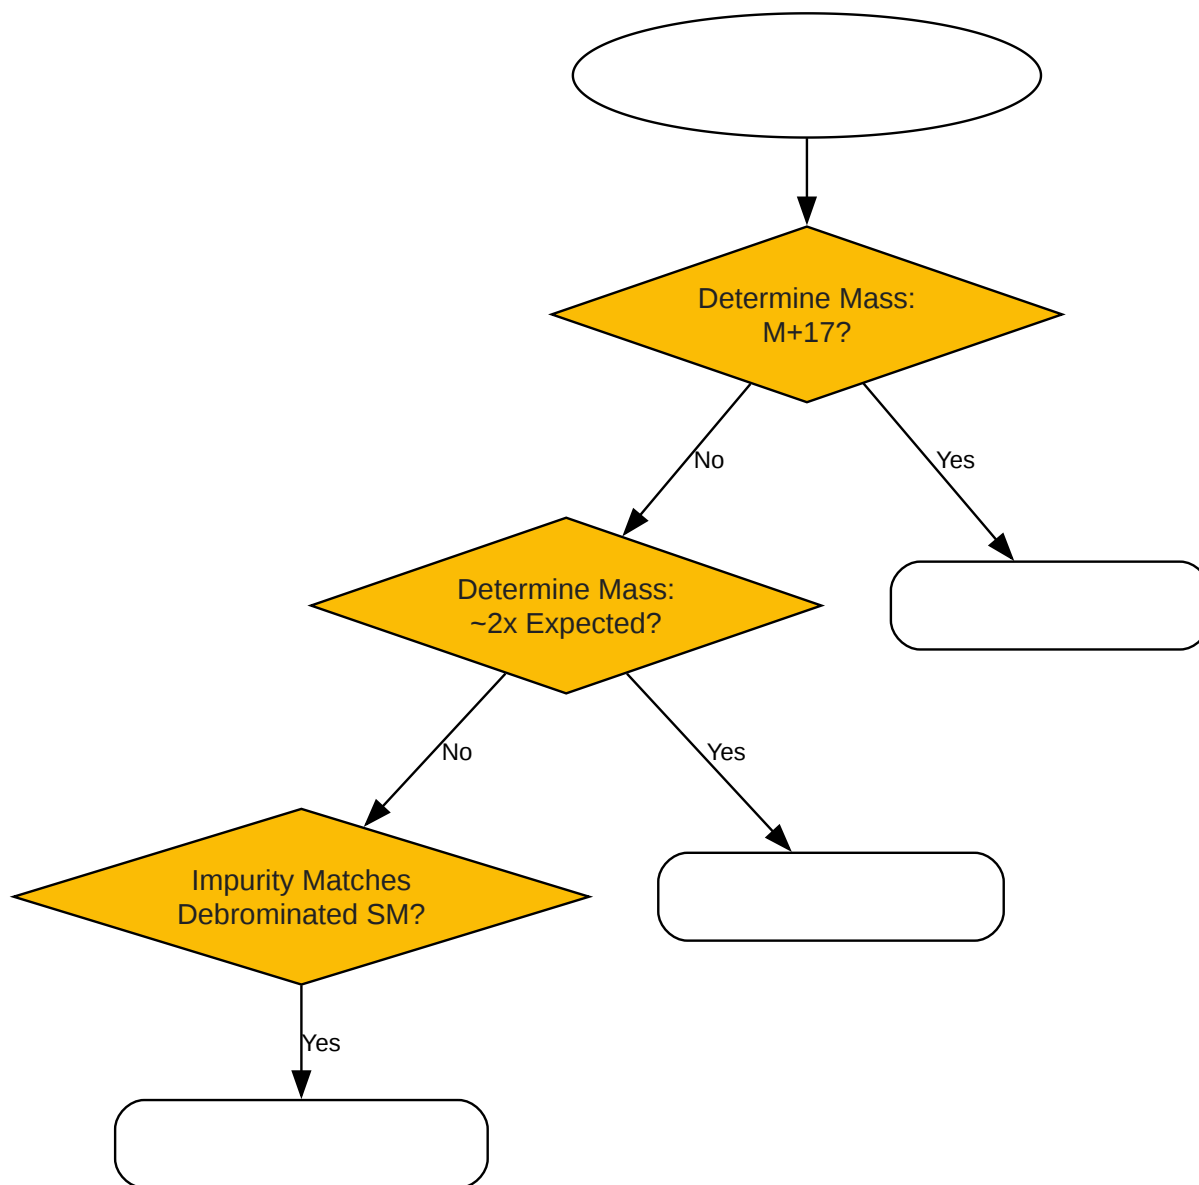 Determine Mass:
M+17?
No
Yes
Determine Mass:
~2x Expected?
No
Yes
Impurity Matches
Debrominated SM?
Yes